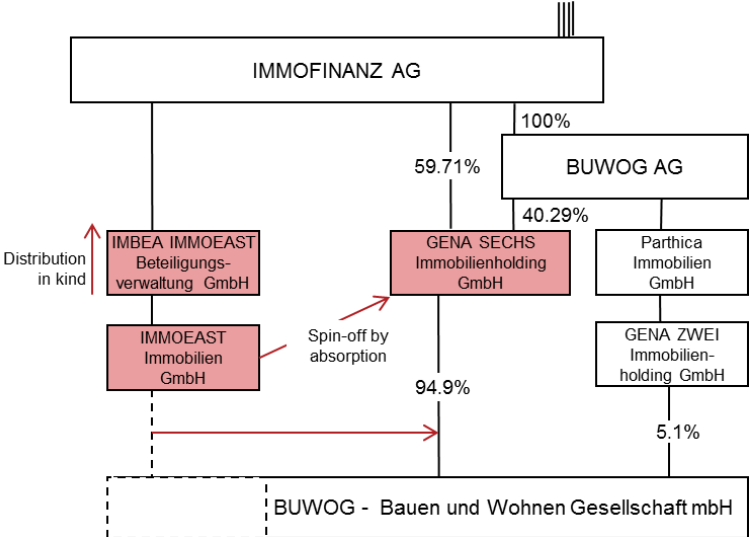 IMMOFINANZ AG
100%
59.71%
BUWOG AG
40.29%
Distribution
in kind
IMBEA IMMOEAST
Beteiligungs-
verwaltung GmbH
GENA SECHS
Immobilienholding
GmbH
Parthica
Immobilien
GmbH
IMMOEAST
Immobilien
GmbH
Spin-off by
absorption
GENA ZWEI
Immobilien-
holding GmbH
94.9%
5.1%
BUWOG - Bauen und Wohnen Gesellschaft mbH